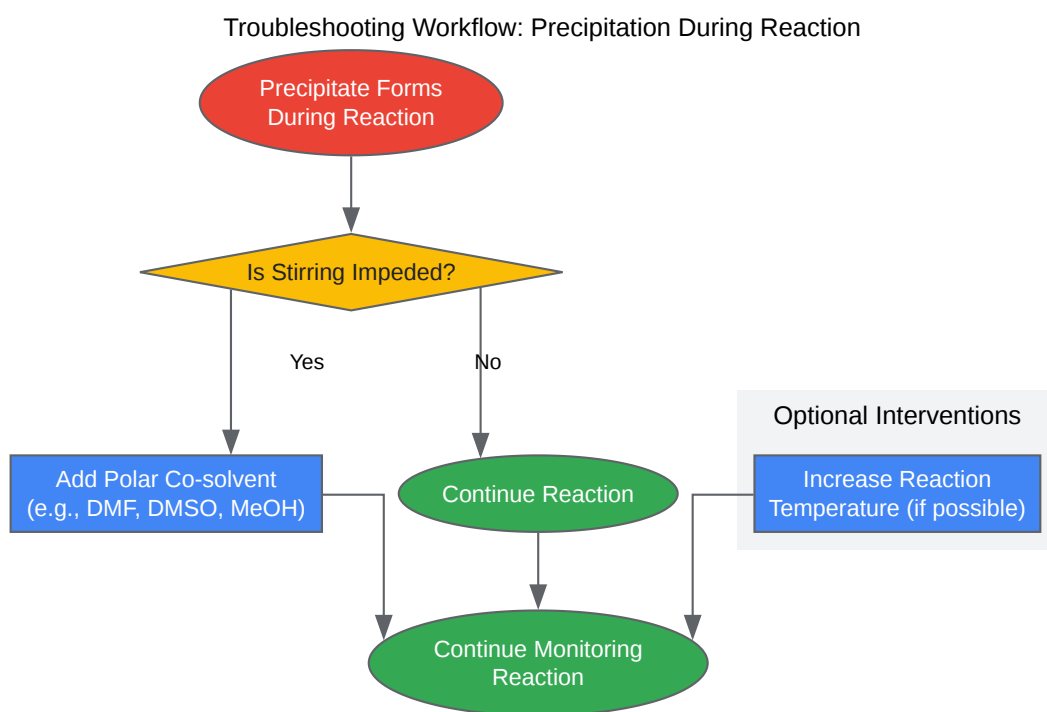 Troubleshooting Workflow: Precipitation During Reaction
Precipitate Forms
During Reaction
Is Stirring Impeded?
Yes
No
Optional Interventions
Add Polar Co-solvent
(e.g., DMF, DMSO, MeOH)
Continue Reaction
Increase Reaction
Temperature (if possible)
Continue Monitoring
Reaction